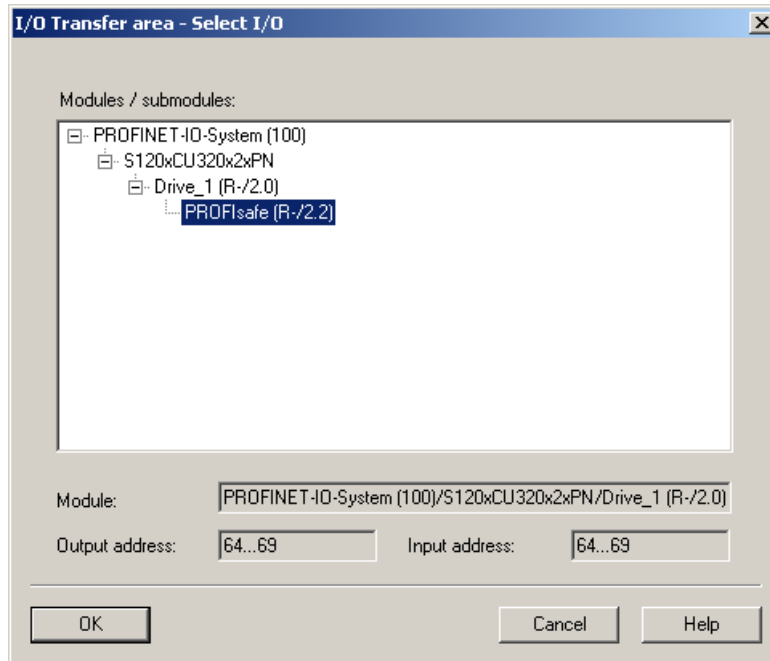 I/O Transfer area - Select I/O
Modules / submodules:
PROFINET-IO-System (100)
S120xCU320x2xPN
Drive_1 (R-/2.0)
PROFIsafe (R-/2.2)
Module: PROFINET-IO-System (100)/S120xCU320x2xPN/Drive_1 (R-/2.0)
Output address: 64...69 Input address: 64...69
OK Cancel Help